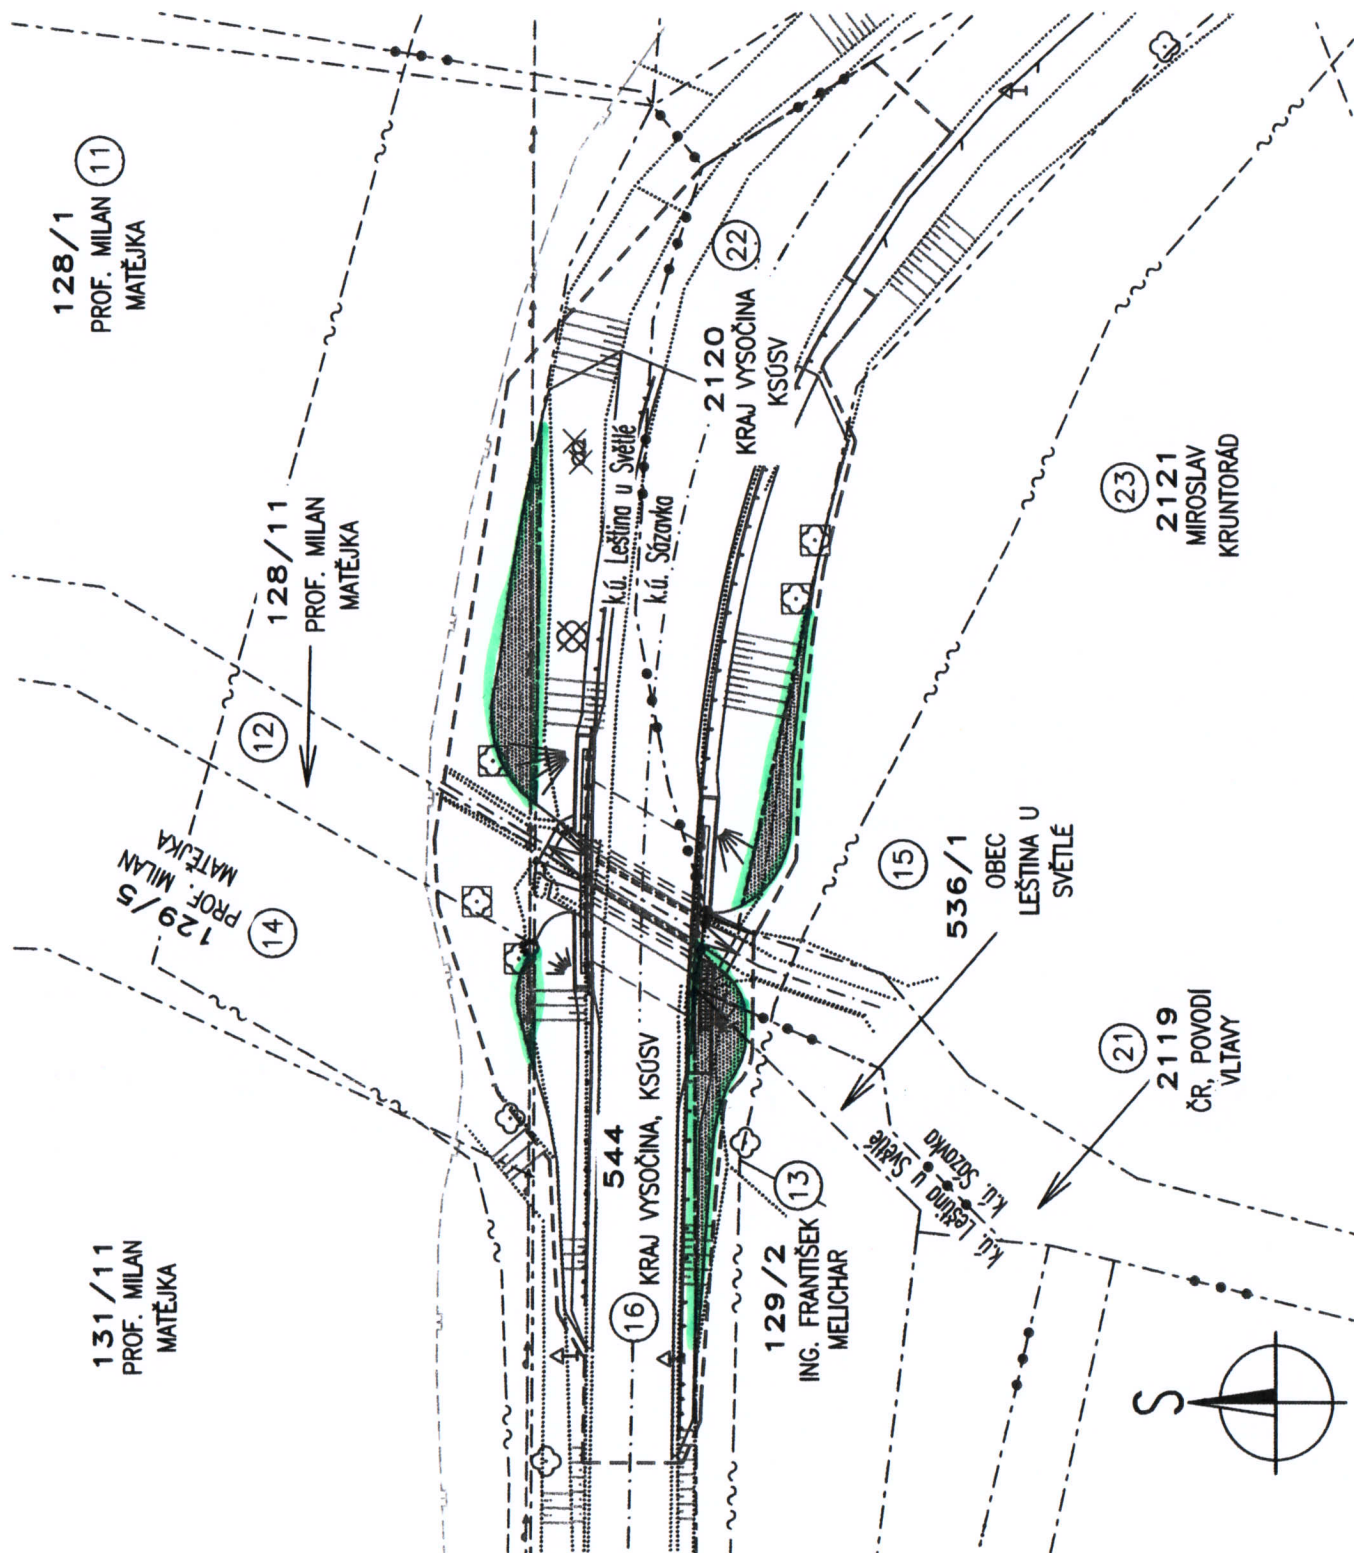 128/1
PROF. MILAN
MATĚJKA
11
128/11
PROF. MILAN
MATĚJKA
12
129/5
PROF. MILAN
MATĚJKA
14
131/11
PROF. MILAN
MATĚJKA
22
2120
KRAJ VYSOČINA
KSÚSV
k.ú. Leština u Světlé
k.ú. Sázavka
23
2121
MIROSLAV
KRUNTORÁD
15
536/1
OBEC
LEŠTINA U
SVĚTLÉ
21
2119
ČR, POVODÍ
VLTAVY
544
KRAJ VYSOČINA, KSÚSV
16
13
129/2
ING. FRANTIŠEK
MELICHAR
k.ú. Leština u Světlé
k.ú. Sázavka
S